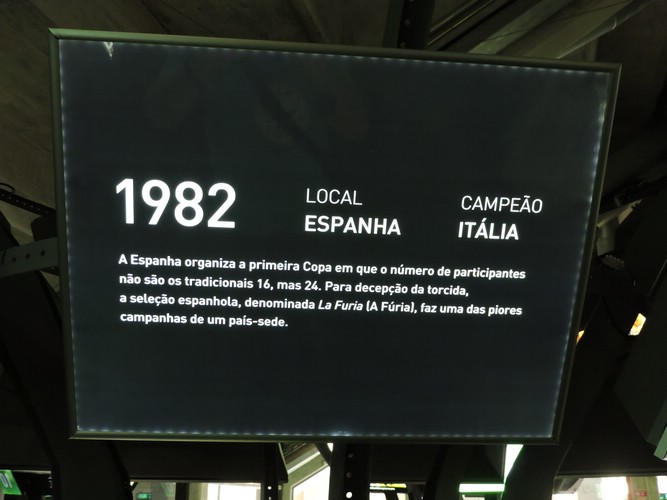 1982
LOCAL
ESPANHA
CAMPEÃO
ITÁLIA
A Espanha organiza a primeira Copa em que o número de participantes
não são os tradicionais 16, mas 24. Para decepção da torcida,
a seleção espanhola, denominada La Furia (A Fúria), faz uma das piores
campanhas de um país-sede.